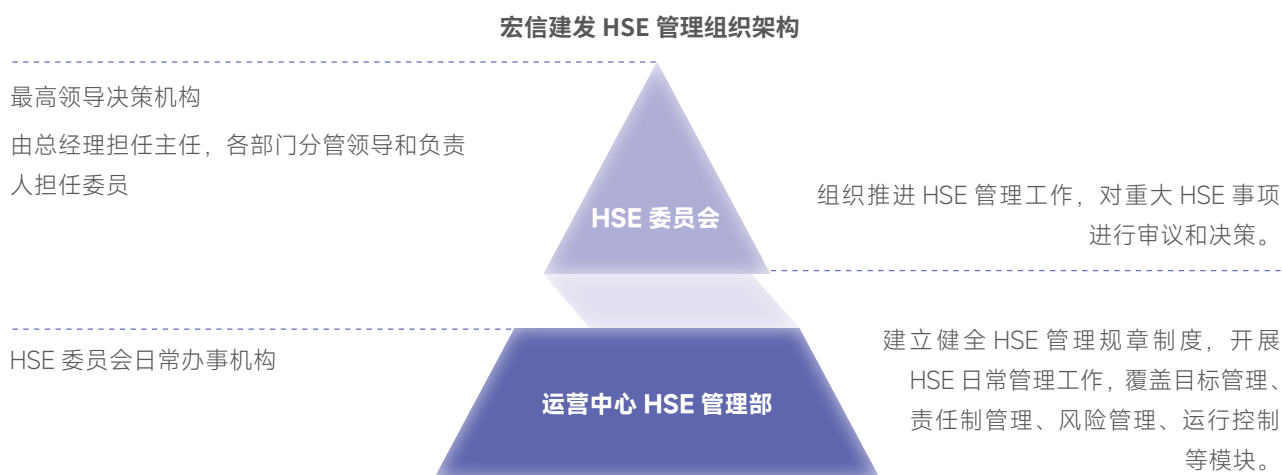 宏信建发 HSE 管理组织架构
最高领导决策机构
由总经理担任主任，各部门分管领导和负责
人担任委员
HSE 委员会
组织推进 HSE 管理工作，对重大 HSE 事项
进行审议和决策。
HSE 委员会日常办事机构
运营中心 HSE 管理部
建立健全 HSE 管理规章制度，开展
HSE 日常管理工作，覆盖目标管理、
责任制管理、风险管理、运行控制
等模块。